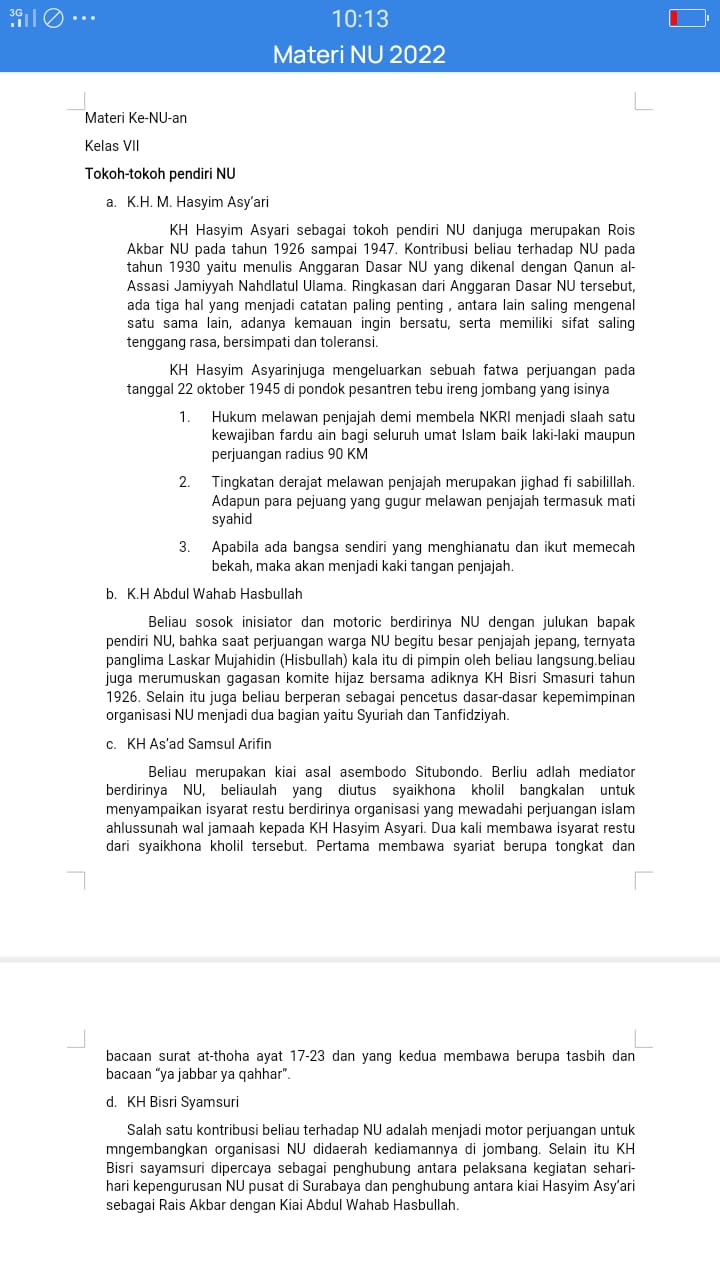 3G
10:13
Materi NU 2022
Materi Ke-NU-an
Kelas VII
Tokoh-tokoh pendiri NU
a. K.H. M. Hasyim Asy'ari
KH Hasyim Asyari sebagai tokoh pendiri NU danjuga merupakan Rois
Akbar NU pada tahun 1926 sampai 1947. Kontribusi beliau terhadap NU pada
tahun 1930 yaitu menulis Anggaran Dasar NU yang dikenal dengan Qanun al-
Assasi Jamiyyah Nahdlatul Ulama. Ringkasan dari Anggaran Dasar NU tersebut,
ada tiga hal yang menjadi catatan paling penting , antara lain saling mengenal
satu sama lain, adanya kemauan ingin bersatu, serta memiliki sifat saling
tenggang rasa, bersimpati dan toleransi.
KH Hasyim Asyarinjuga mengeluarkan sebuah fatwa perjuangan pada
tanggal 22 oktober 1945 di pondok pesantren tebu ireng jombang yang isinya
1. Hukum melawan penjajah demi membela NKRI menjadi slaah satu
kewajiban fardu ain bagi seluruh umat Islam baik laki-laki maupun
perjuangan radius 90 KM
2. Tingkatan derajat melawan penjajah merupakan jighad fi sabilillah.
Adapun para pejuang yang gugur melawan penjajah termasuk mati
syahid
3. Apabila ada bangsa sendiri yang menghianatu dan ikut memecah
bekah, maka akan menjadi kaki tangan penjajah.
b. K.H Abdul Wahab Hasbullah
Beliau sosok inisiator dan motoric berdirinya NU dengan julukan bapak
pendiri NU, bahka saat perjuangan warga NU begitu besar penjajah jepang, ternyata
panglima Laskar Mujahidin (Hisbullah) kala itu di pimpin oleh beliau langsung.beliau
juga merumuskan gagasan komite hijaz bersama adiknya KH Bisri Smasuri tahun
1926. Selain itu juga beliau berperan sebagai pencetus dasar-dasar kepemimpinan
organisasi NU menjadi dua bagian yaitu Syuriah dan Tanfidziyah.
c. KH As'ad Samsul Arifin
Beliau merupakan kiai asal asembodo Situbondo. Berliu adlah mediator
berdirinya NU, beliaulah yang diutus syaikhona kholil bangkalan untuk
menyampaikan isyarat restu berdirinya organisasi yang mewadahi perjuangan islam
ahlussunah wal jamaah kepada KH Hasyim Asyari. Dua kali membawa isyarat restu
dari syaikhona kholil tersebut. Pertama membawa syariat berupa tongkat dan
bacaan surat at-thoha ayat 17-23 dan yang kedua membawa berupa tasbih dan
bacaan “ya jabbar ya qahhar”.
d. KH Bisri Syamsuri
Salah satu kontribusi beliau terhadap NU adalah menjadi motor perjuangan untuk
mngembangkan organisasi NU didaerah kediamannya di jombang. Selain itu KH
Bisri sayamsuri dipercaya sebagai penghubung antara pelaksana kegiatan sehari-
hari kepengurusan NU pusat di Surabaya dan penghubung antara kiai Hasyim Asy'ari
sebagai Rais Akbar dengan Kiai Abdul Wahab Hasbullah.